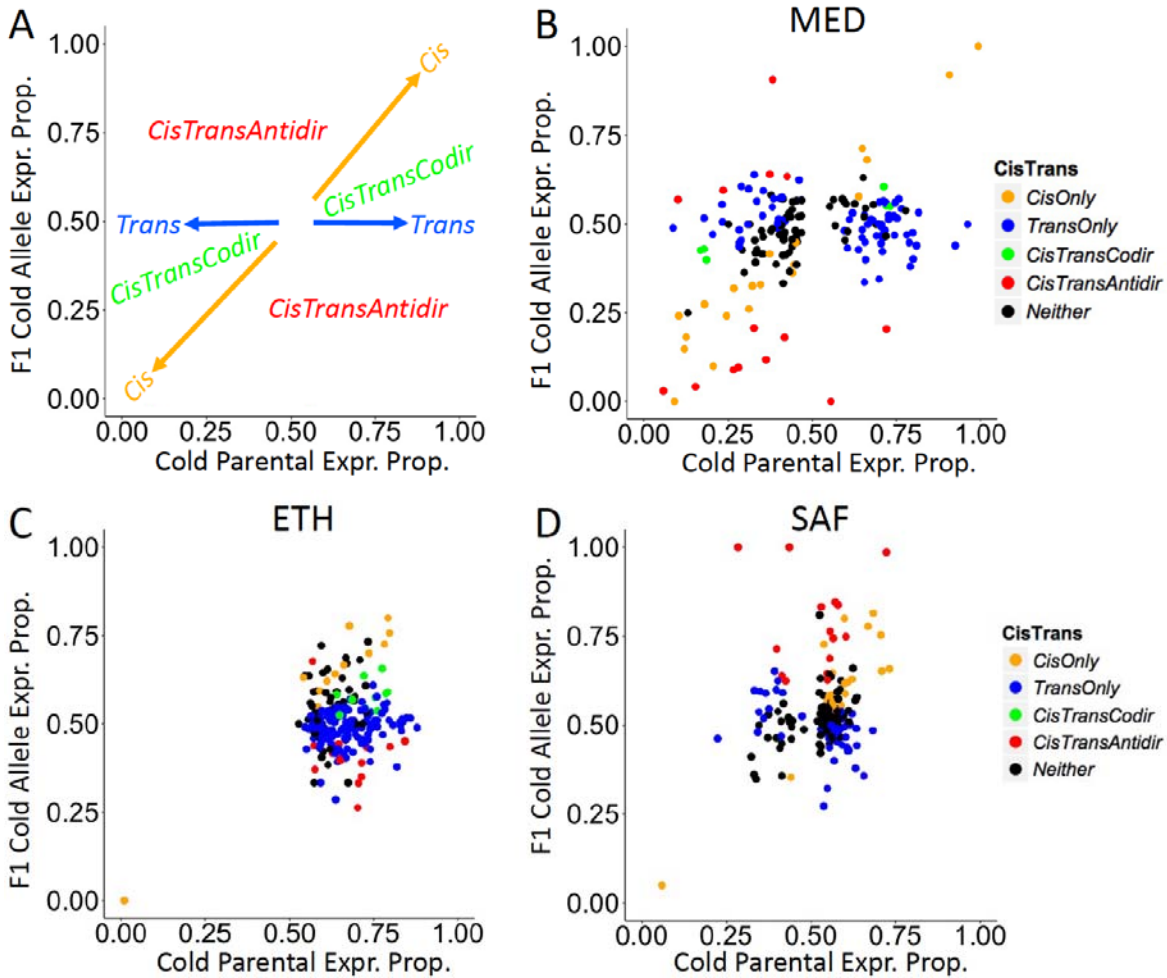 A
F1 Cold Allele Expr. Prop.
1.00
0.75
0.50
0.25
0.00
Cis
CisTransAntidir
CisTransCodir
Trans
Trans
CisTransCodir
CisTransAntidir
Cis
0.00 0.25 0.50 0.75 1.00
Cold Parental Expr. Prop.
B MED
F1 Cold Allele Expr. Prop.
1.00
0.75
0.50
0.25
0.00
0.00 0.25 0.50 0.75 1.00
Cold Parental Expr. Prop.
CisTrans
CisOnly
TransOnly
CisTransCodir
CisTransAntidir
Neither
C ETH
F1 Cold Allele Expr. Prop.
1.00
0.75
0.50
0.25
0.00
0.00 0.25 0.50 0.75 1.00
Cold Parental Expr. Prop.
D SAF
F1 Cold Allele Expr. Prop.
1.00
0.75
0.50
0.25
0.00
0.00 0.25 0.50 0.75 1.00
Cold Parental Expr. Prop.
CisTrans
CisOnly
TransOnly
CisTransCodir
CisTransAntidir
Neither